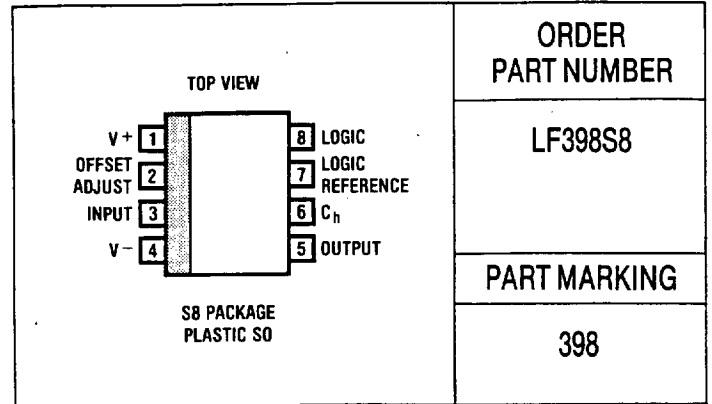 TOP VIEW
V+ 1
OFFSET ADJUST 2
INPUT 3
V− 4
8 LOGIC
7 LOGIC REFERENCE
6 Ch
5 OUTPUT
S8 PACKAGE
PLASTIC SO
ORDER
PART NUMBER
LF398S8
PART MARKING
398